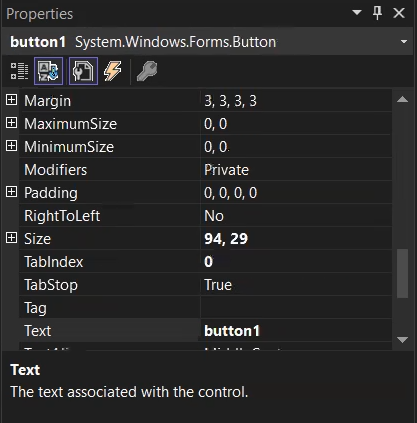 Properties
button1 System.Windows.Forms.Button
Margin 3, 3, 3, 3
MaximumSize 0, 0
MinimumSize 0, 0
Modifiers Private
Padding 0, 0, 0, 0
RightToLeft No
Size 94, 29
TabIndex 0
TabStop True
Tag
Text button1
Text
The text associated with the control.